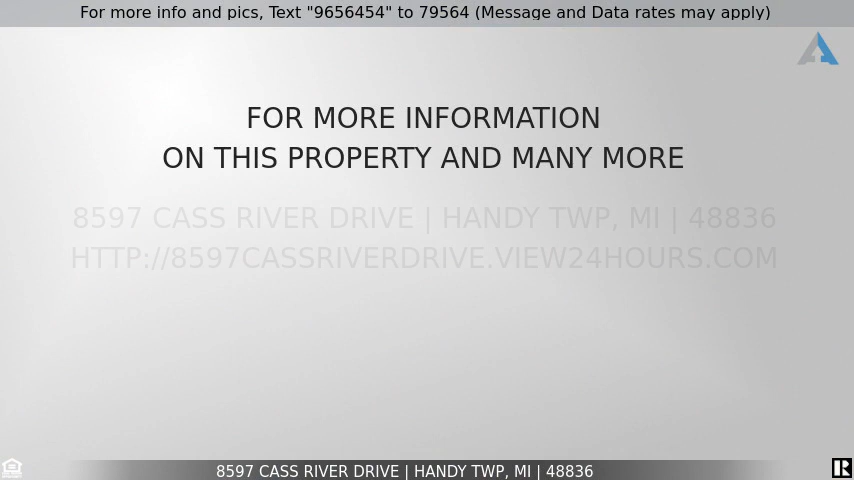 For more info and pics, Text "9656454" to 79564 (Message and Data rates may apply)
FOR MORE INFORMATION
ON THIS PROPERTY AND MANY MORE
8597 CASS RIVER DRIVE | HANDY TWP, MI | 48836
HTTP://8597CASSRIVERDRIVE.VIEW24HOURS.COM
8597 CASS RIVER DRIVE | HANDY TWP, MI | 48836